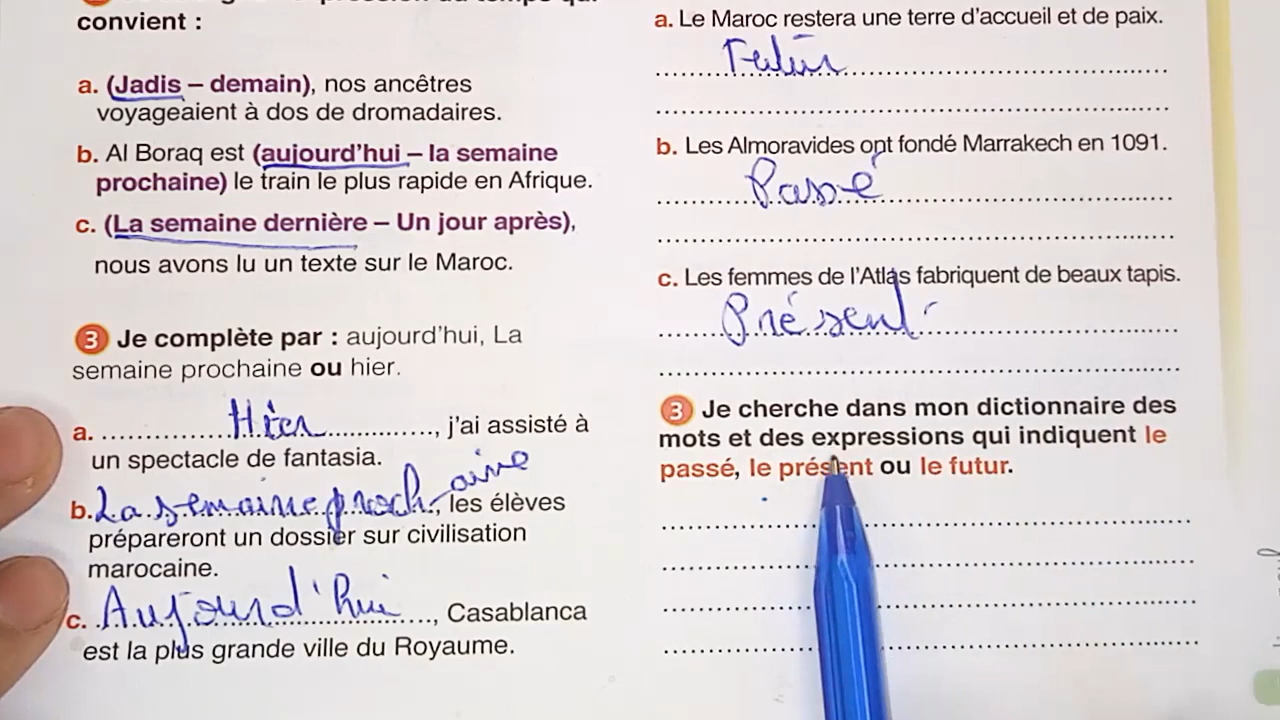 convient :
a. (Jadis – demain), nos ancêtres
voyageaient à dos de dromadaires.
b. Al Boraq est (aujourd'hui – la semaine
prochaine) le train le plus rapide en Afrique.
c. (La semaine dernière – Un jour après),
nous avons lu un texte sur le Maroc.
3 Je complète par : aujourd'hui, La
semaine prochaine ou hier.
a. Hier, j'ai assisté à
un spectacle de fantasia.
b. La semaine prochaine, les élèves
prépareront un dossier sur civilisation
marocaine.
c. Aujourd'hui, Casablanca
est la plus grande ville du Royaume.
a. Le Maroc restera une terre d'accueil et de paix.
Futur
b. Les Almoravides ont fondé Marrakech en 1091.
Passé
c. Les femmes de l'Atlas fabriquent de beaux tapis.
Présent
3 Je cherche dans mon dictionnaire des
mots et des expressions qui indiquent le
passé, le présent ou le futur.